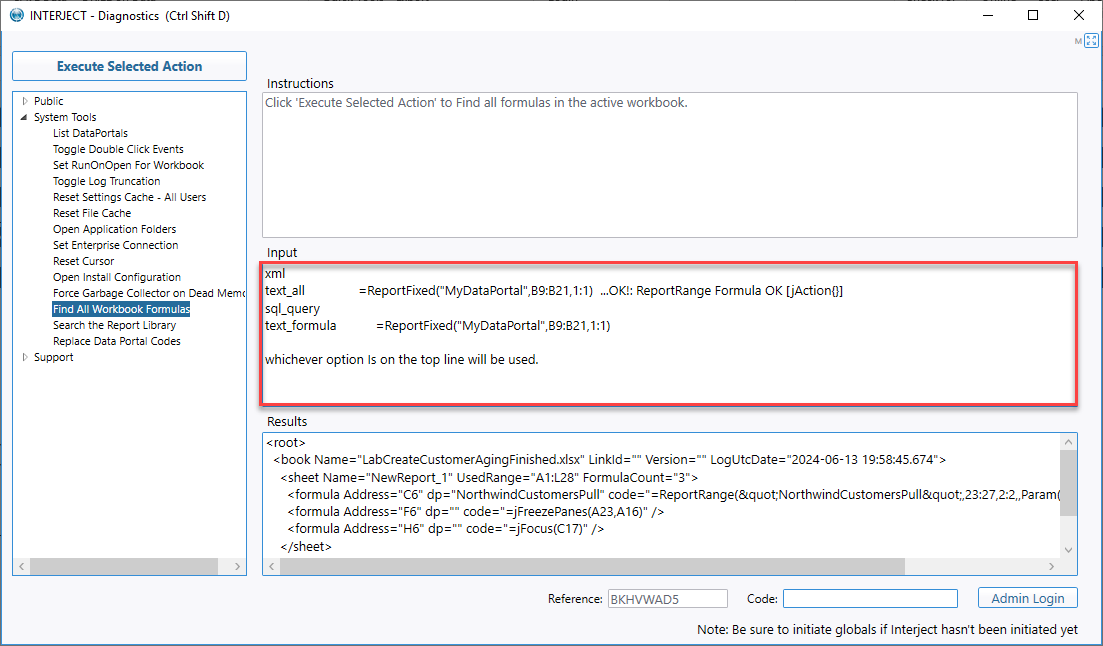 INTERJECT - Diagnostics (Ctrl Shift D)
M
Execute Selected Action
Public
System Tools
List DataPortals
Toggle Double Click Events
Set RunOnOpen For Workbook
Toggle Log Truncation
Reset Settings Cache - All Users
Reset File Cache
Open Application Folders
Set Enterprise Connection
Reset Cursor
Open Install Configuration
Force Garbage Collector on Dead Memo
Find All Workbook Formulas
Search the Report Library
Replace Data Portal Codes
Support
Instructions
Click 'Execute Selected Action' to Find all formulas in the active workbook.
Input
xml
text_all =ReportFixed("MyDataPortal",B9:B21,1:1) ...OK!: ReportRange Formula OK [jAction{}]
sql_query
text_formula =ReportFixed("MyDataPortal",B9:B21,1:1)
whichever option Is on the top line will be used.
Results
<root>
<book Name="LabCreateCustomerAgingFinished.xlsx" LinkId="" Version="" LogUtcDate="2024-06-13 19:58:45.674">
<sheet Name="NewReport_1" UsedRange="A1:L28" FormulaCount="3">
<formula Address="C6" dp="NorthwindCustomersPull" code="=ReportRange(&quot;NorthwindCustomersPull&quot;,23:27,2:2,,Param(
<formula Address="F6" dp="" code="=jFreezePanes(A23,A16)" />
<formula Address="H6" dp="" code="=jFocus(C17)" />
</sheet>
Reference: BKHVWAD5 Code: Admin Login
Note: Be sure to initiate globals if Interject hasn't been initiated yet